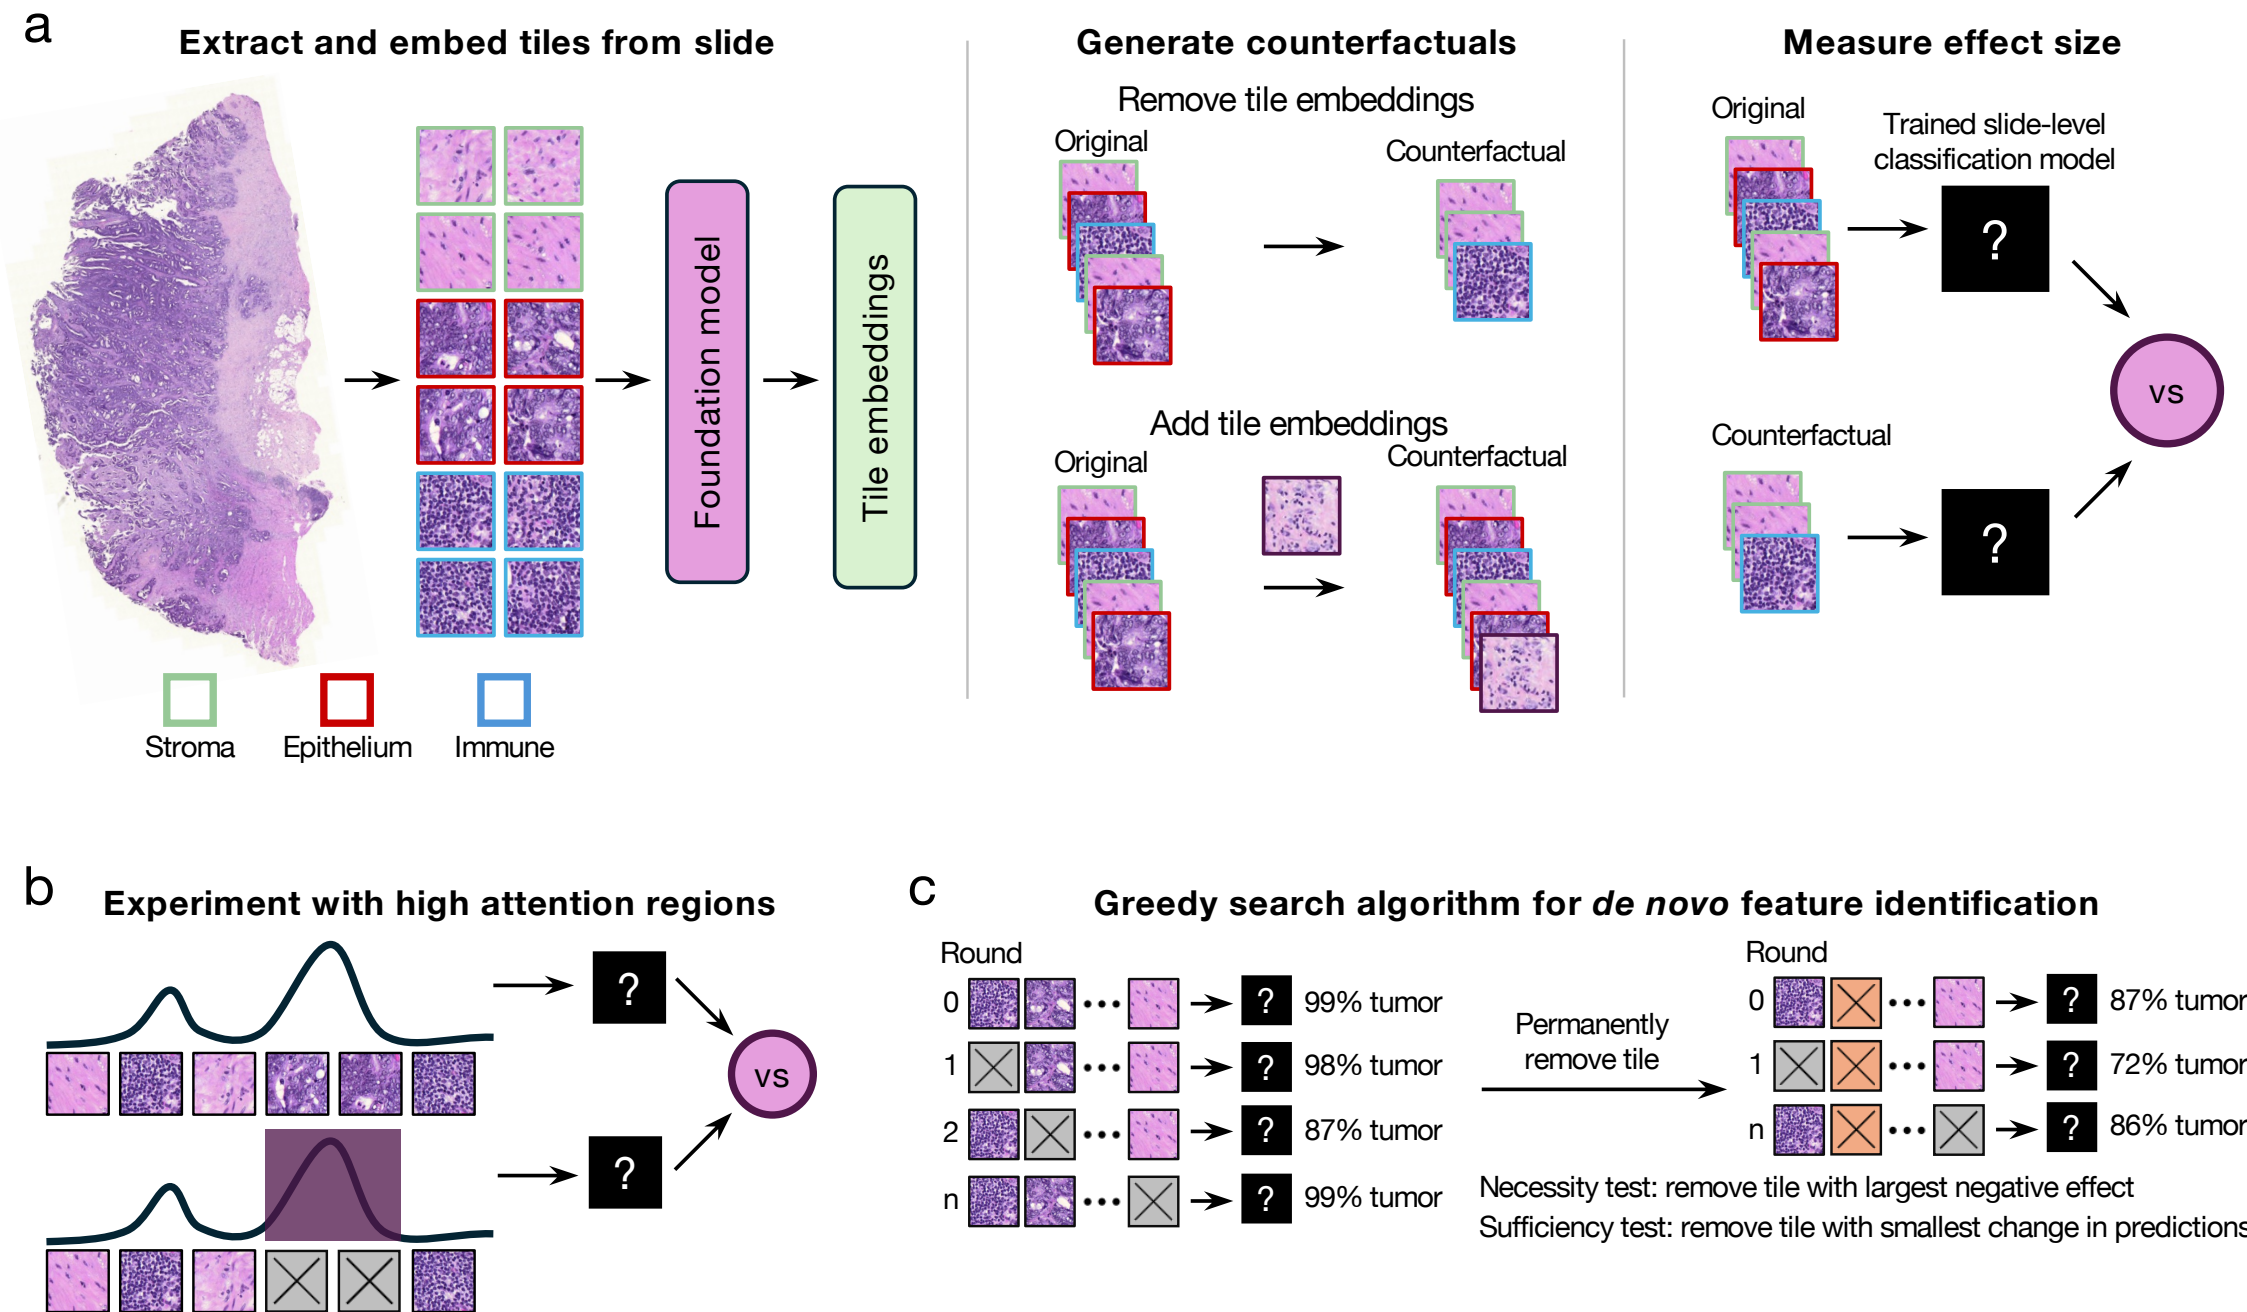 a
Extract and embed tiles from slide
Foundation model
Tile embeddings
Stroma
Epithelium
Immune
Generate counterfactuals
Remove tile embeddings
Original
Counterfactual
Add tile embeddings
Original
Counterfactual
Measure effect size
Original
Trained slide-level
classification model
?
vs
Counterfactual
?
b
Experiment with high attention regions
?
vs
?
c
Greedy search algorithm for de novo feature identification
Round
0 ••• ? 99% tumor
1 ••• ? 98% tumor
2 ••• ? 87% tumor
n ••• ? 99% tumor
Permanently
remove tile
Round
0 ••• ? 87% tumor
1 ••• ? 72% tumor
n ••• ? 86% tumor
Necessity test: remove tile with largest negative effect
Sufficiency test: remove tile with smallest change in predictions